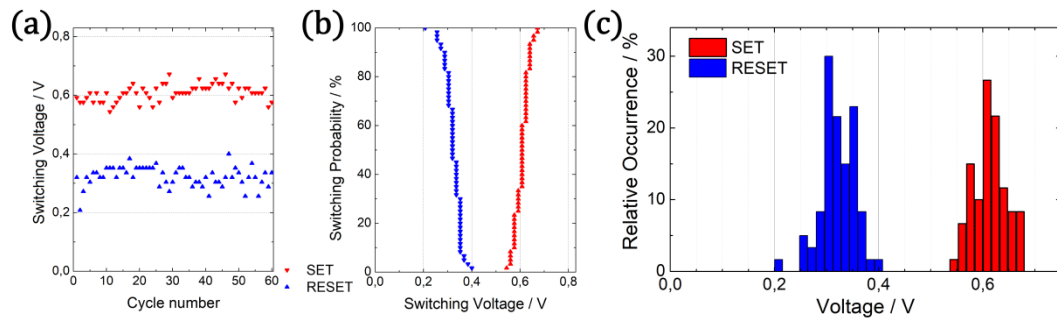 (a)
Switching Voltage / V
0,8
0,6
0,4
0,2
0,0
0 10 20 30 40 50 60
Cycle number
SET
RESET
(b)
Switching Probability / %
100
80
60
40
20
0
0,0 0,2 0,4 0,6 0,8
Switching Voltage / V
(c)
Relative Occurrence / %
SET
RESET
30
20
10
0
0,0 0,2 0,4 0,6
Voltage / V